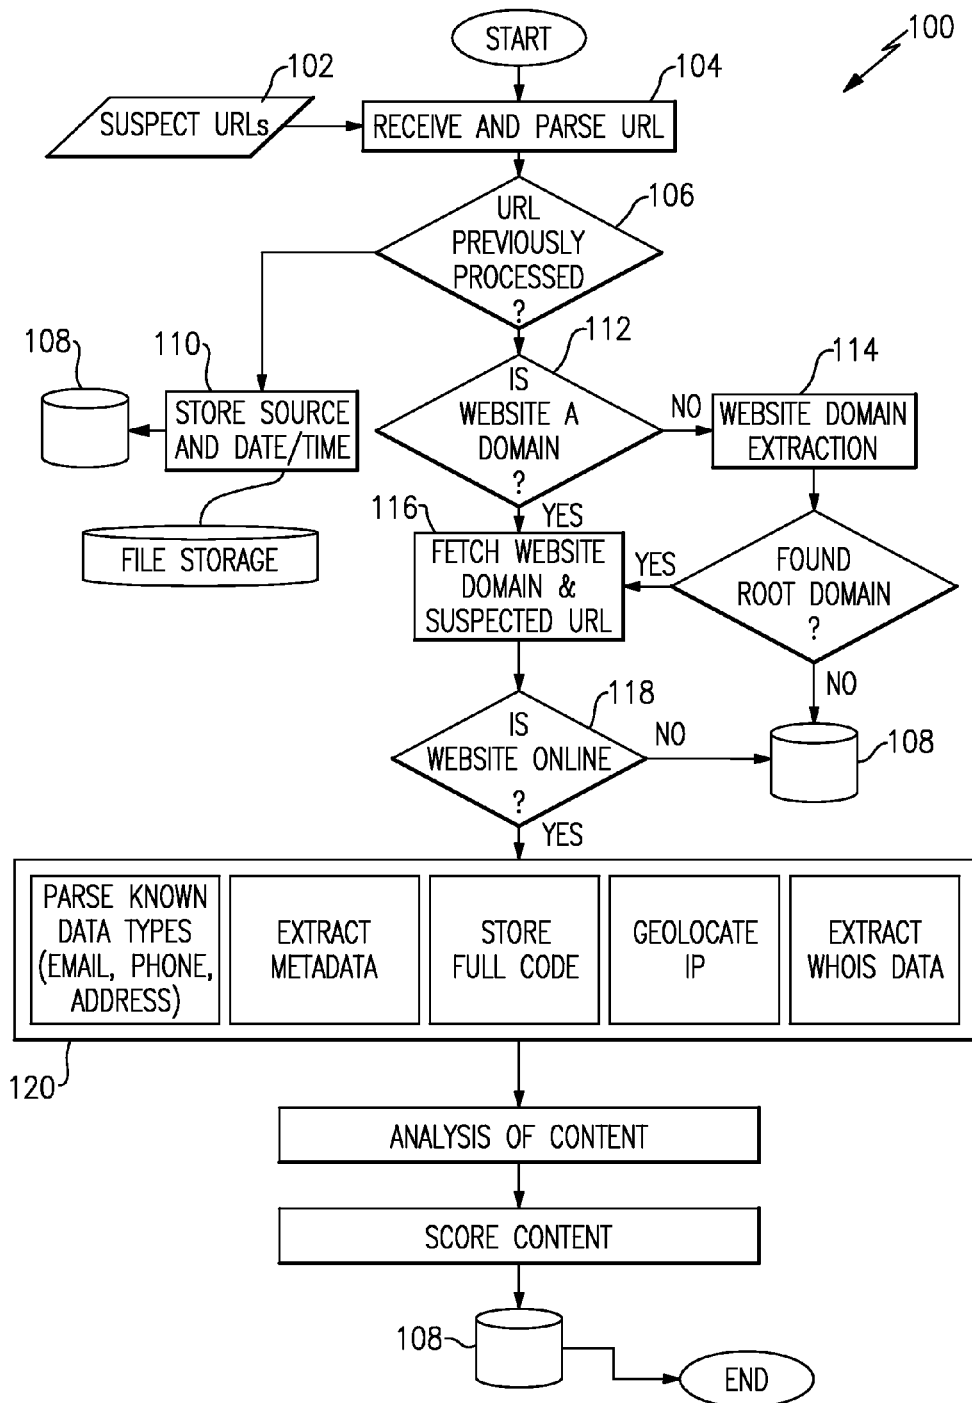 START
100
102
104
SUSPECT URLs
RECEIVE AND PARSE URL
106
URL
PREVIOUSLY
PROCESSED
?
108
110
112
114
STORE SOURCE
AND DATE/TIME
IS
WEBSITE A
DOMAIN
?
NO
WEBSITE DOMAIN
EXTRACTION
FILE STORAGE
116
YES
FETCH WEBSITE
DOMAIN &
SUSPECTED URL
YES
FOUND
ROOT DOMAIN
?
NO
118
IS
WEBSITE ONLINE
?
NO
108
YES
PARSE KNOWN
DATA TYPES
(EMAIL, PHONE,
ADDRESS)
EXTRACT
METADATA
STORE
FULL CODE
GEOLOCATE
IP
EXTRACT
WHOIS DATA
120
ANALYSIS OF CONTENT
SCORE CONTENT
108
END